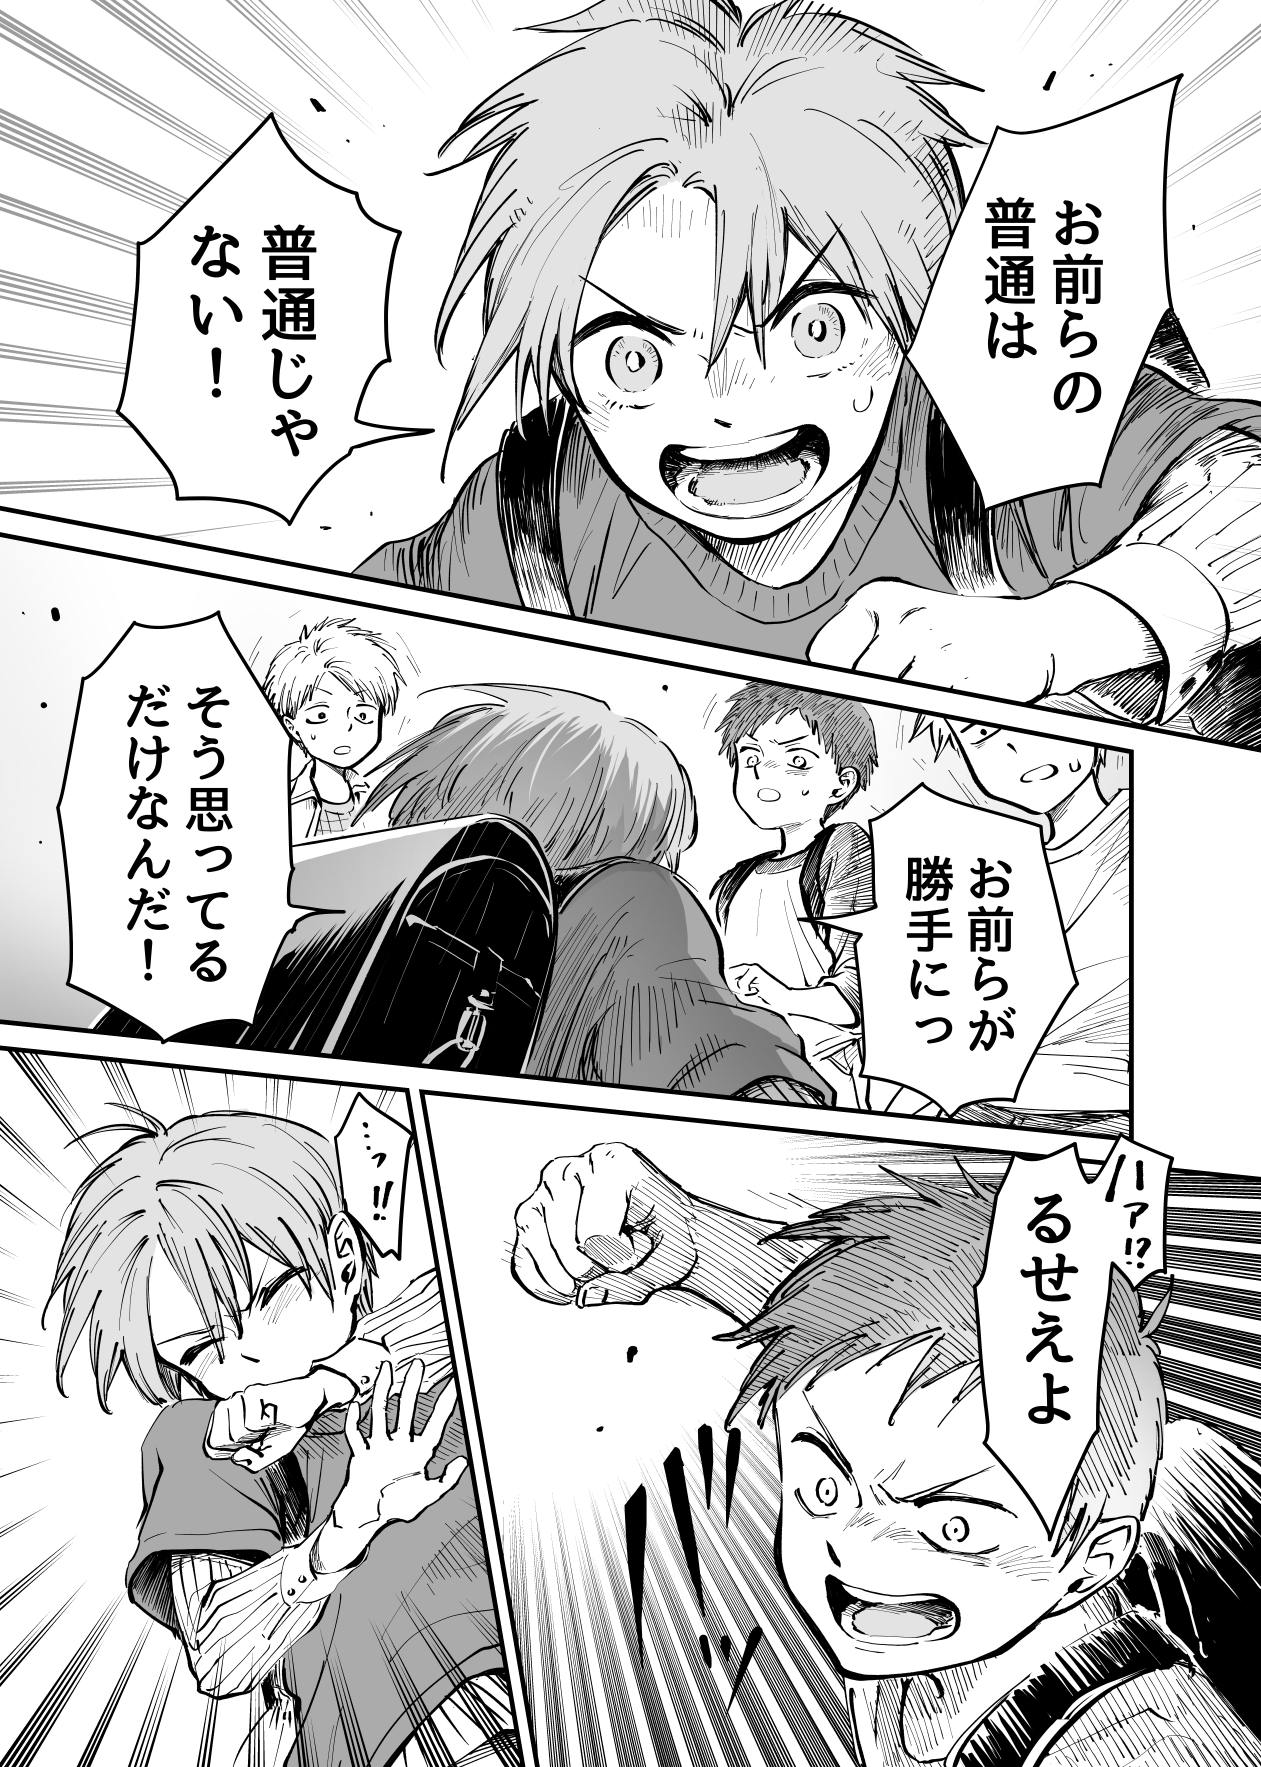 お前らの
普通は
普通じゃ
ない！
お前らが
勝手にっ
そう思ってる
だけなんだ！
ハァ!?
るせえよ
…っ!!